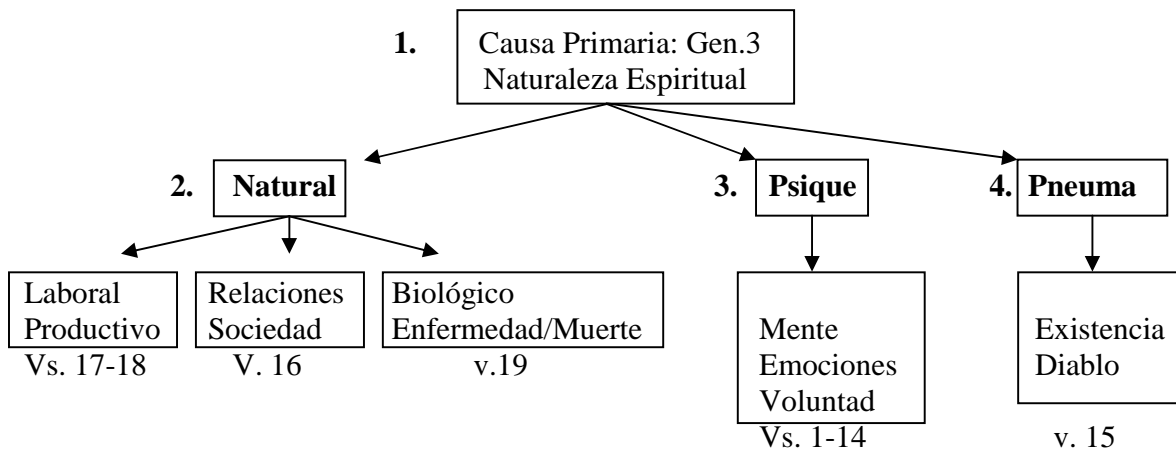 1.
Causa Primaria: Gen.3
Naturaleza Espiritual
2.
Natural
3.
Psique
4.
Pneuma
Laboral
Productivo
Vs. 17-18
Relaciones
Sociedad
V. 16
Biológico
Enfermedad/Muerte
v.19
Mente
Emociones
Voluntad
Vs. 1-14
Existencia
Diablo
v. 15